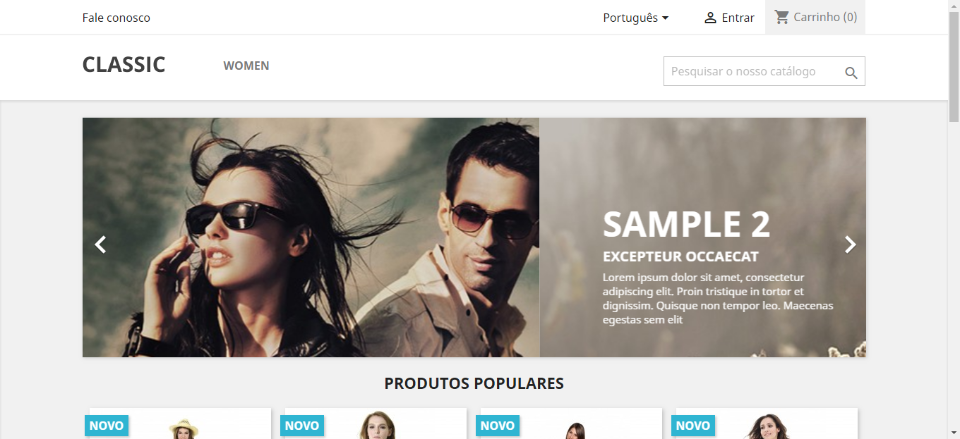 Fale conosco
Português
Entrar
Carrinho (0)
CLASSIC
WOMEN
Pesquisar o nosso catálogo
SAMPLE 2
EXCEPTEUR OCCAECAT
Lorem ipsum dolor sit amet, consectetur
adipiscing elit. Proin tristique in tortor et
dignissim. Quisque non tempor leo. Maecenas
egestas sem elit
PRODUTOS POPULARES
NOVO
NOVO
NOVO
NOVO